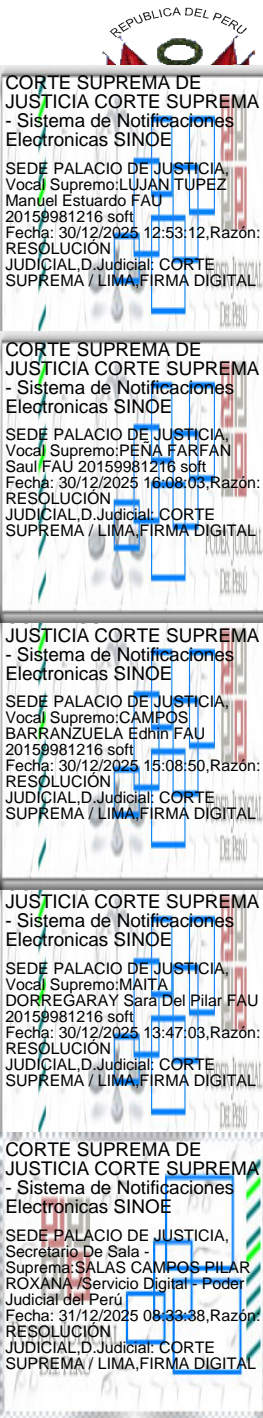 REPUBLICA DEL PERU
CORTE SUPREMA DE
JUSTICIA CORTE SUPREMA
- Sistema de Notificaciones
Electronicas SINOE
SEDE PALACIO DE JUSTICIA,
Vocal Supremo:LUJAN TUPEZ
Manuel Estuardo FAU
20159981216 soft
Fecha: 30/12/2025 12:53:12,Razón:
RESOLUCIÓN
JUDICIAL,D.Judicial: CORTE
SUPREMA / LIMA,FIRMA DIGITAL
CORTE SUPREMA DE
JUSTICIA CORTE SUPREMA
- Sistema de Notificaciones
Electronicas SINOE
SEDE PALACIO DE JUSTICIA,
Vocal Supremo:PEÑA FARFAN
Saul FAU 20159981216 soft
Fecha: 30/12/2025 16:08:03,Razón:
RESOLUCIÓN
JUDICIAL,D.Judicial: CORTE
SUPREMA / LIMA,FIRMA DIGITAL
PODER JUDICIAL
DEL PERÚ
JUSTICIA CORTE SUPREMA
- Sistema de Notificaciones
Electronicas SINOE
SEDE PALACIO DE JUSTICIA,
Vocal Supremo:CAMPOS
BARRANZUELA Edhin FAU
20159981216 soft
Fecha: 30/12/2025 15:08:50,Razón:
RESOLUCIÓN
JUDICIAL,D.Judicial: CORTE
SUPREMA / LIMA,FIRMA DIGITAL
DEL PERÚ
JUSTICIA CORTE SUPREMA
- Sistema de Notificaciones
Electronicas SINOE
SEDE PALACIO DE JUSTICIA,
Vocal Supremo:MAITA
DORREGARAY Sara Del Pilar FAU
20159981216 soft
Fecha: 30/12/2025 13:47:03,Razón:
RESOLUCIÓN
JUDICIAL,D.Judicial: CORTE
SUPREMA / LIMA,FIRMA DIGITAL
DEL PERÚ
CORTE SUPREMA DE
JUSTICIA CORTE SUPREMA
- Sistema de Notificaciones
Electronicas SINOE
SEDE PALACIO DE JUSTICIA,
Secretario De Sala -
Suprema:SALAS CAMPOS PILAR
ROXANA /Servicio Digital - Poder
Judicial del Perú
Fecha: 31/12/2025 08:33:38,Razón:
RESOLUCIÓN
JUDICIAL,D.Judicial: CORTE
SUPREMA / LIMA,FIRMA DIGITAL